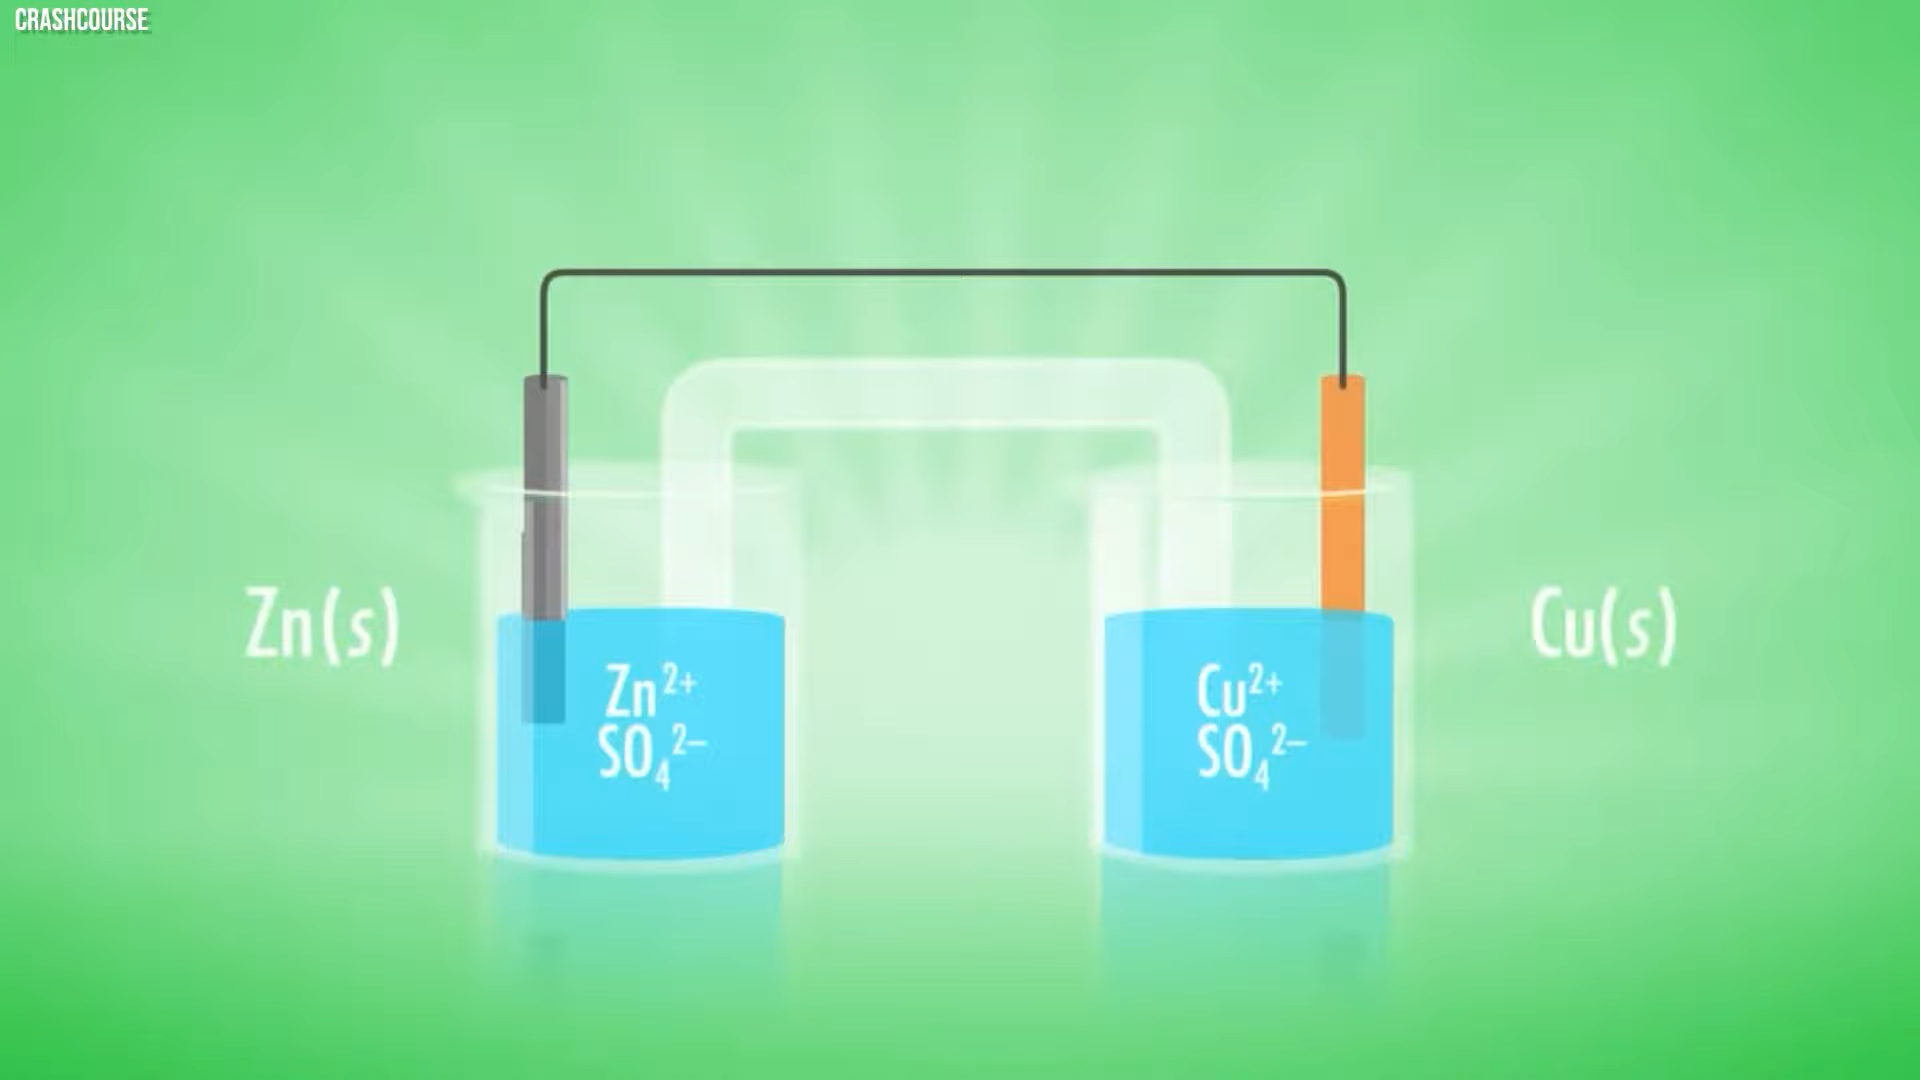 CRASHCOURSE
Zn(s)
Zn²⁺
SO₄²⁻
Cu²⁺
SO₄²⁻
Cu(s)